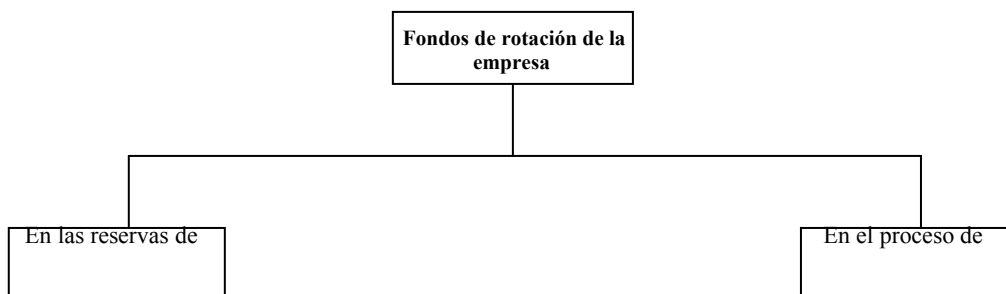 Fondos de rotación de la
empresa
En las reservas de
En el proceso de